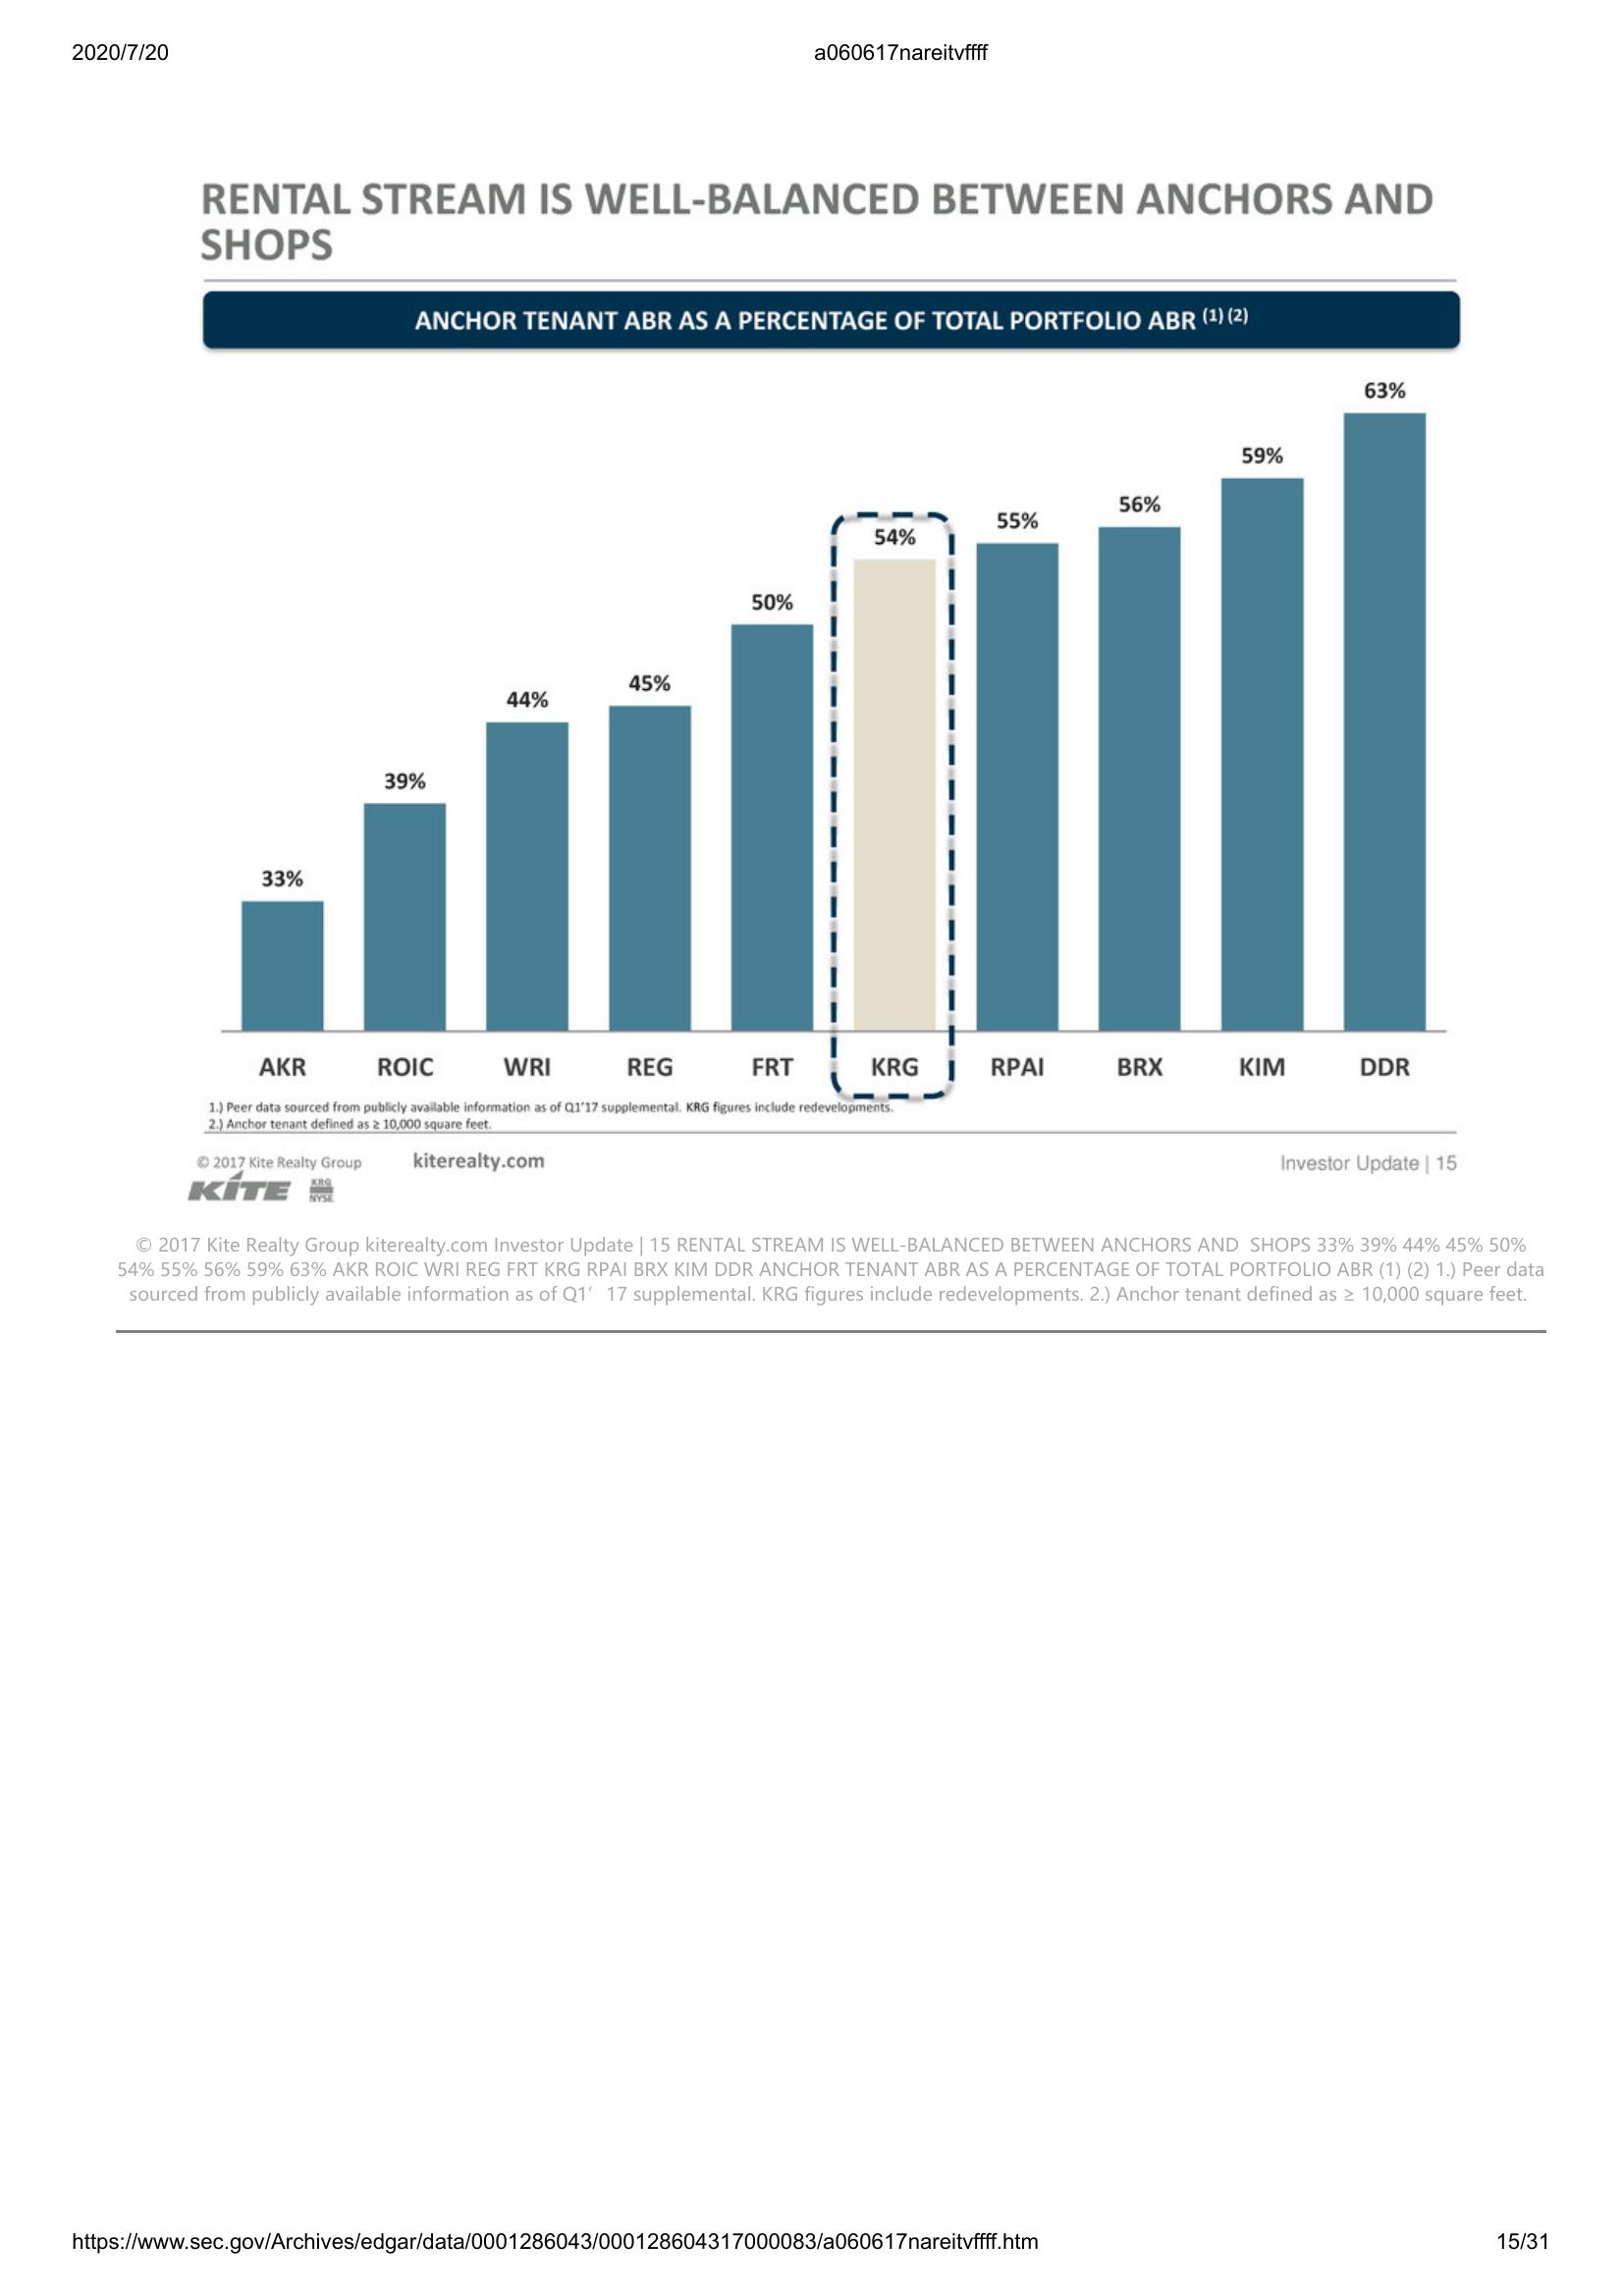 2020/7/20 a060617nareitvffff
RENTAL STREAM IS WELL-BALANCED BETWEEN ANCHORS AND
SHOPS
ANCHOR TENANT ABR AS A PERCENTAGE OF TOTAL PORTFOLIO ABR (1) (2)
33% 39% 44% 45% 50% 54% 55% 56% 59% 63%
AKR ROIC WRI REG FRT KRG RPAI BRX KIM DDR
1.) Peer data sourced from publicly available information as of Q1'17 supplemental. KRG figures include redevelopments.
2.) Anchor tenant defined as ≥ 10,000 square feet.
© 2017 Kite Realty Group kiterealty.com Investor Update | 15
KITE KRG
NYSE
© 2017 Kite Realty Group kiterealty.com Investor Update | 15 RENTAL STREAM IS WELL-BALANCED BETWEEN ANCHORS AND SHOPS 33% 39% 44% 45% 50%
54% 55% 56% 59% 63% AKR ROIC WRI REG FRT KRG RPAI BRX KIM DDR ANCHOR TENANT ABR AS A PERCENTAGE OF TOTAL PORTFOLIO ABR (1) (2) 1.) Peer data
sourced from publicly available information as of Q1’17 supplemental. KRG figures include redevelopments. 2.) Anchor tenant defined as ≥ 10,000 square feet.
https://www.sec.gov/Archives/edgar/data/0001286043/000128604317000083/a060617nareitvffff.htm 15/31